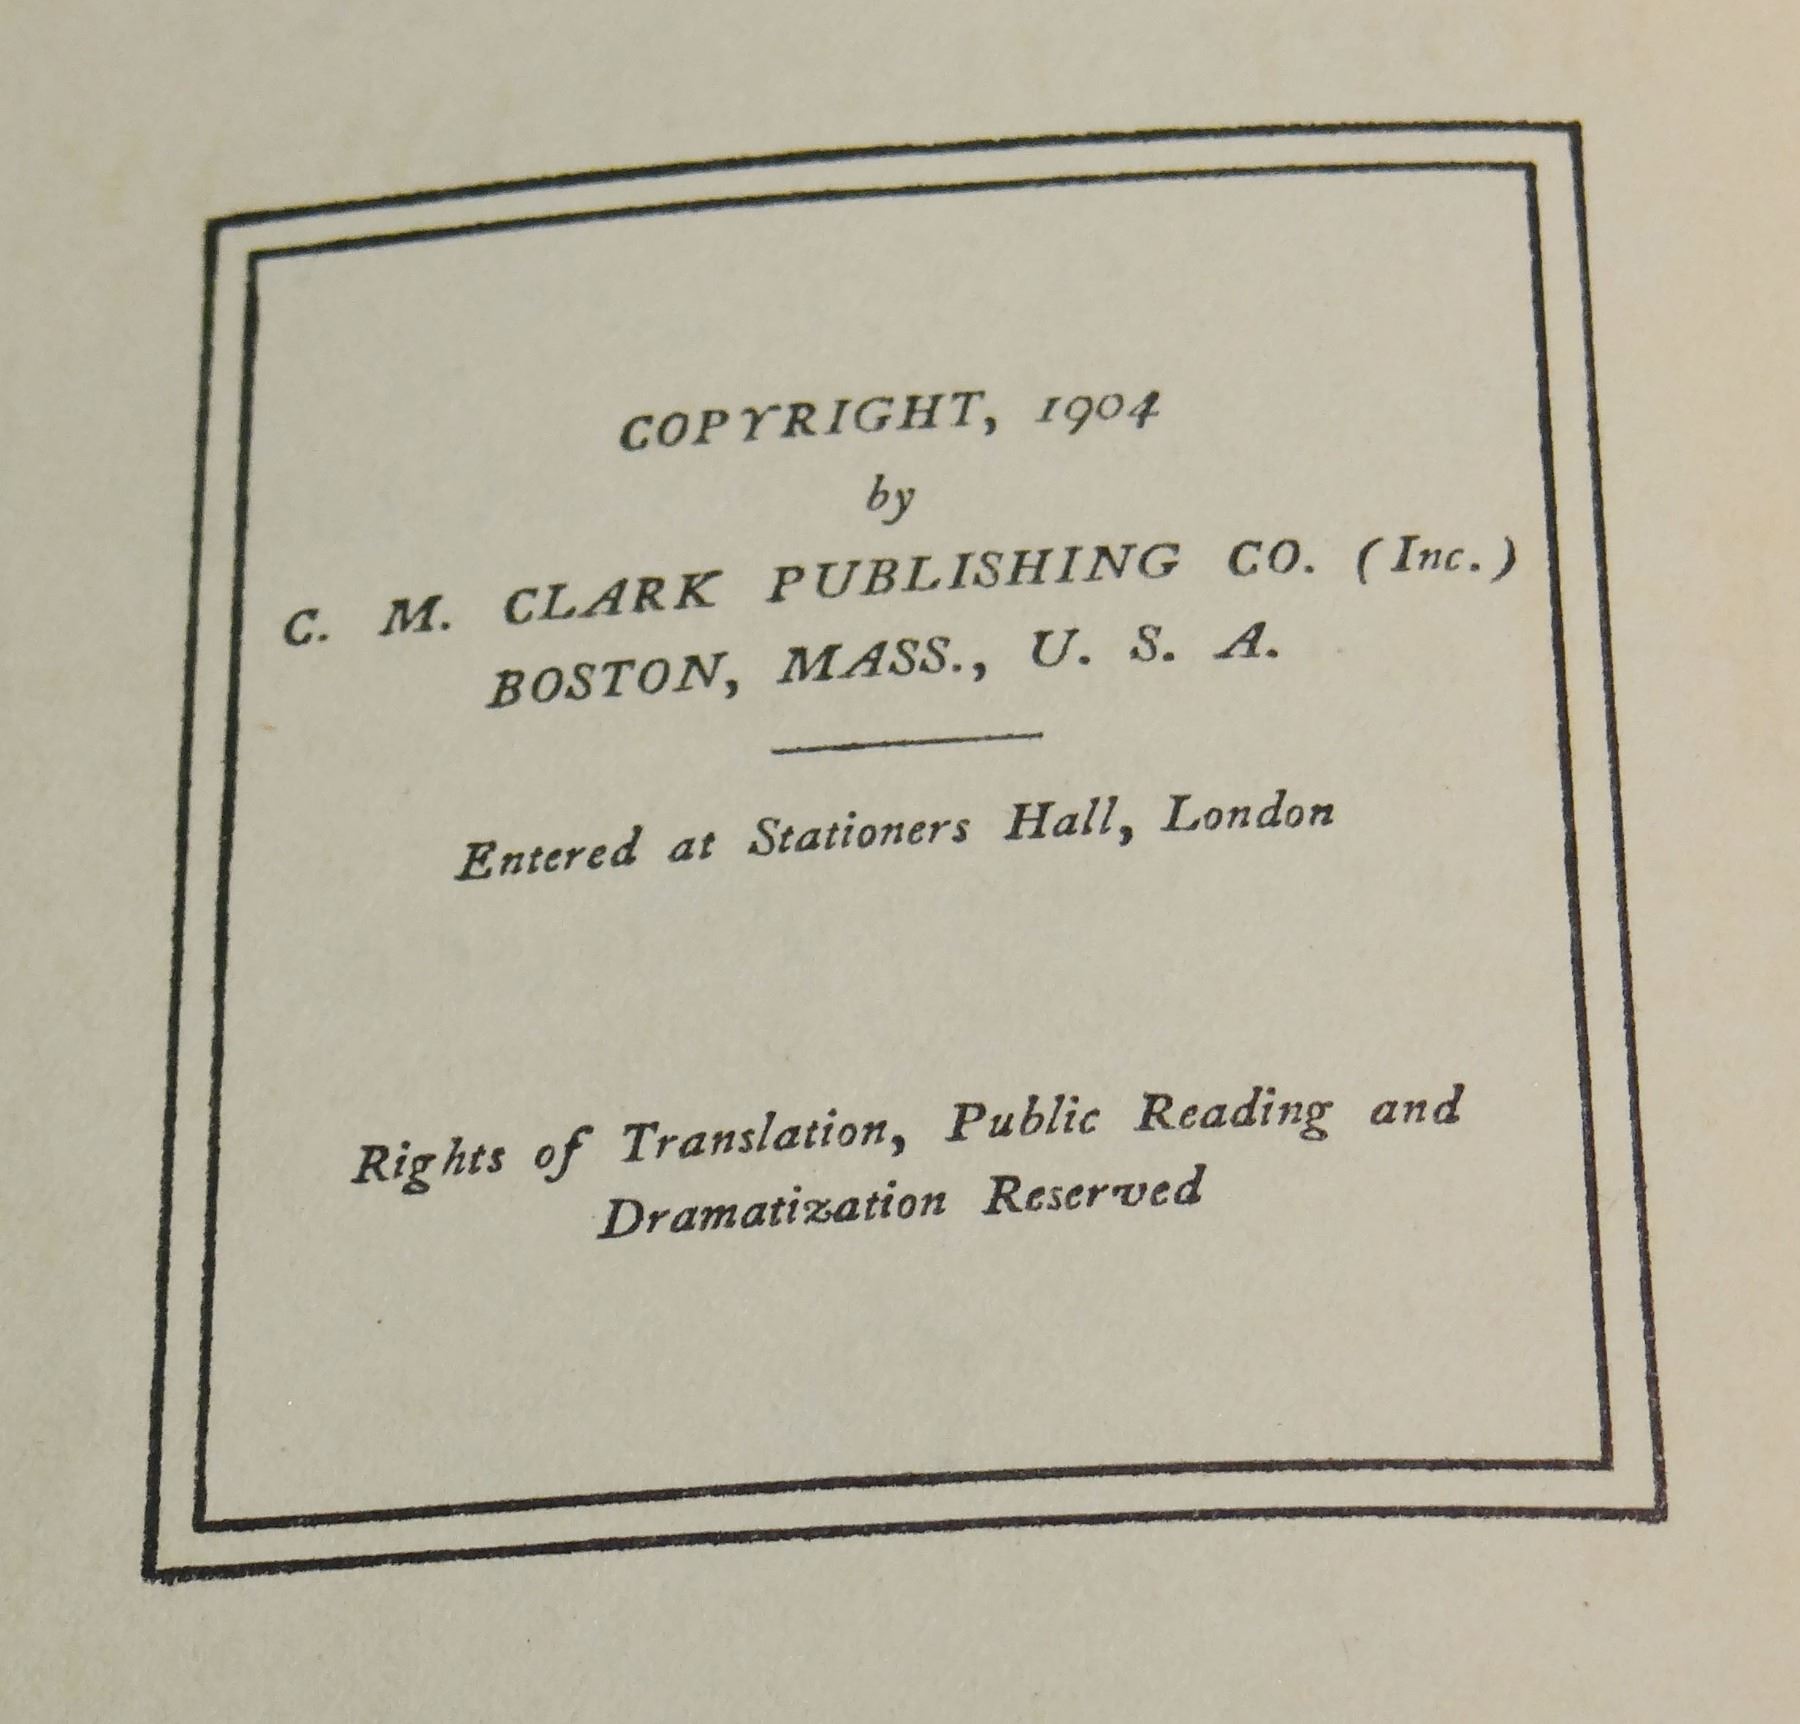 COPYRIGHT, 1904
by
C. M. CLARK PUBLISHING CO. (Inc.)
BOSTON, MASS., U. S. A.
Entered at Stationers Hall, London
Rights of Translation, Public Reading and
Dramatization Reserved